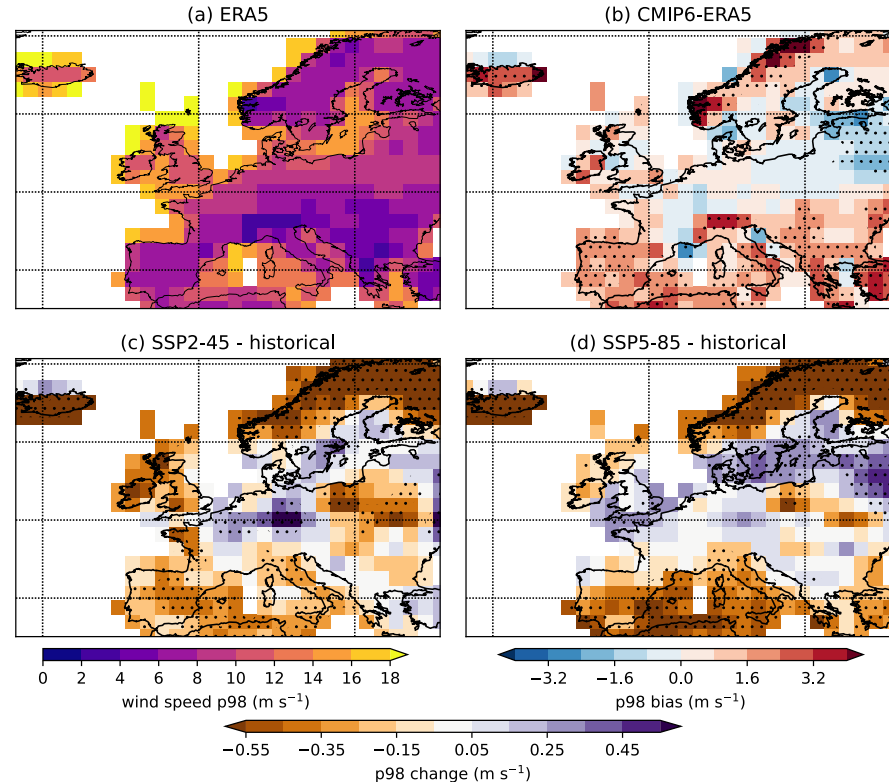 (a) ERA5
(b) CMIP6-ERA5
(c) SSP2-45 - historical
(d) SSP5-85 - historical
0 2 4 6 8 10 12 14 16 18
wind speed p98 (m s⁻¹)
−3.2 −1.6 0.0 1.6 3.2
p98 bias (m s⁻¹)
−0.55 −0.35 −0.15 0.05 0.25 0.45
p98 change (m s⁻¹)